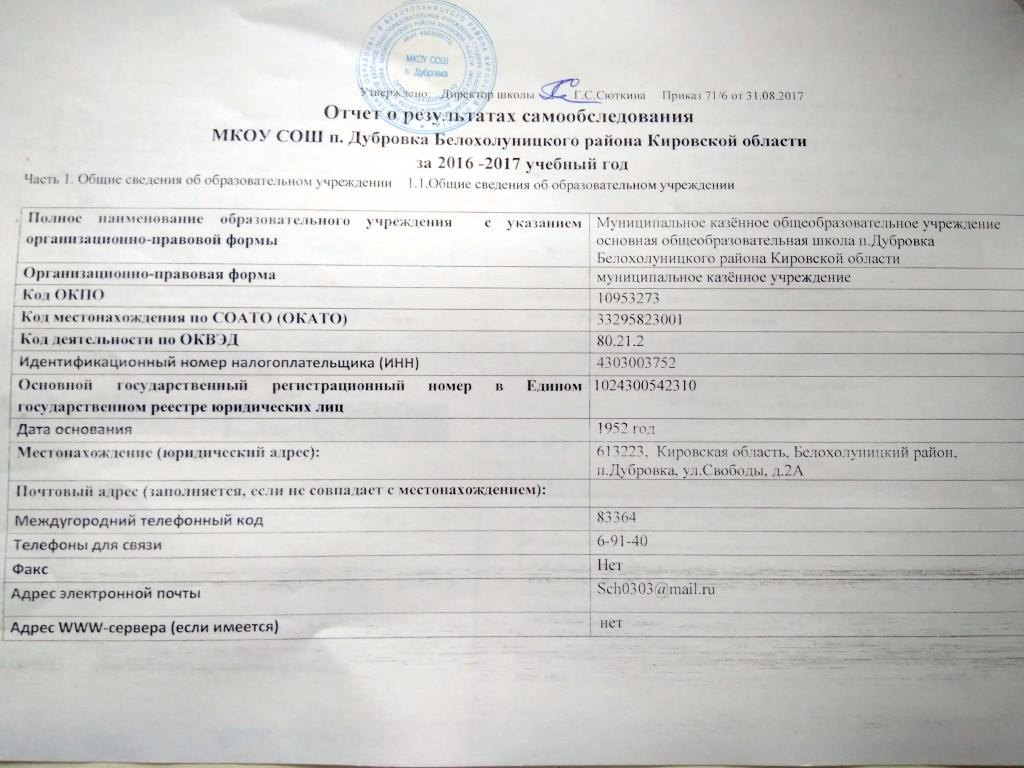 МКОУ СОШ
п. Дубровка
Утверждено: Директор школы Г.С.Сюткина Приказ 71/6 от 31.08.2017
Отчет о результатах самообследования
МКОУ СОШ п. Дубровка Белохолуницкого района Кировской области
за 2016 -2017 учебный год
Часть 1. Общие сведения об образовательном учреждении 1.1.Общие сведения об образовательном учреждении
Полное наименование образовательного учреждения с указанием
организационно-правовой формы
Муниципальное казённое общеобразовательное учреждение
основная общеобразовательная школа п.Дубровка
Белохолуницкого района Кировской области
Организационно-правовая форма
муниципальное казённое учреждение
Код ОКПО
10953273
Код местонахождения по СОАТО (ОКАТО)
33295823001
Код деятельности по ОКВЭД
80.21.2
Идентификационный номер налогоплательщика (ИНН)
4303003752
Основной государственный регистрационный номер в Едином
государственном реестре юридических лиц
1024300542310
Дата основания
1952 год
Местонахождение (юридический адрес):
613223, Кировская область, Белохолуницкий район,
п.Дубровка, ул.Свободы, д.2А
Почтовый адрес (заполняется, если не совпадает с местонахождением):
Междугородний телефонный код
83364
Телефоны для связи
6-91-40
Факс
Нет
Адрес электронной почты
Sch0303@mail.ru
Адрес WWW-сервера (если имеется)
нет